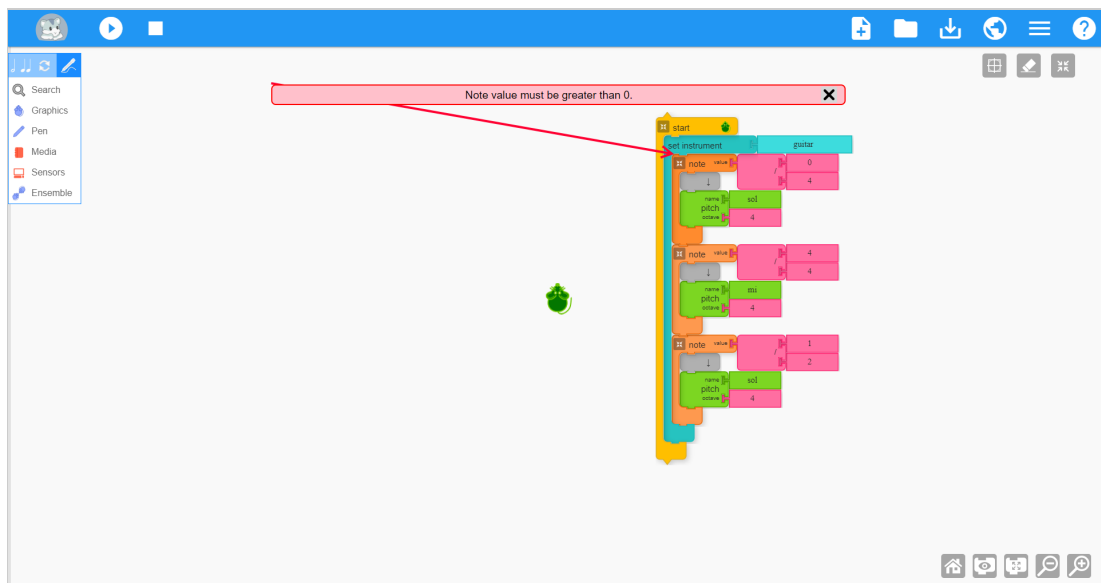 Search
Graphics
Pen
Media
Sensors
Ensemble
Note value must be greater than 0.
start
set instrument guitar
note value 0
/
4
↓
name sol
pitch
octave 4
note value 4
/
4
↓
name mi
pitch
octave 4
note value 1
/
2
↓
name sol
pitch
octave 4